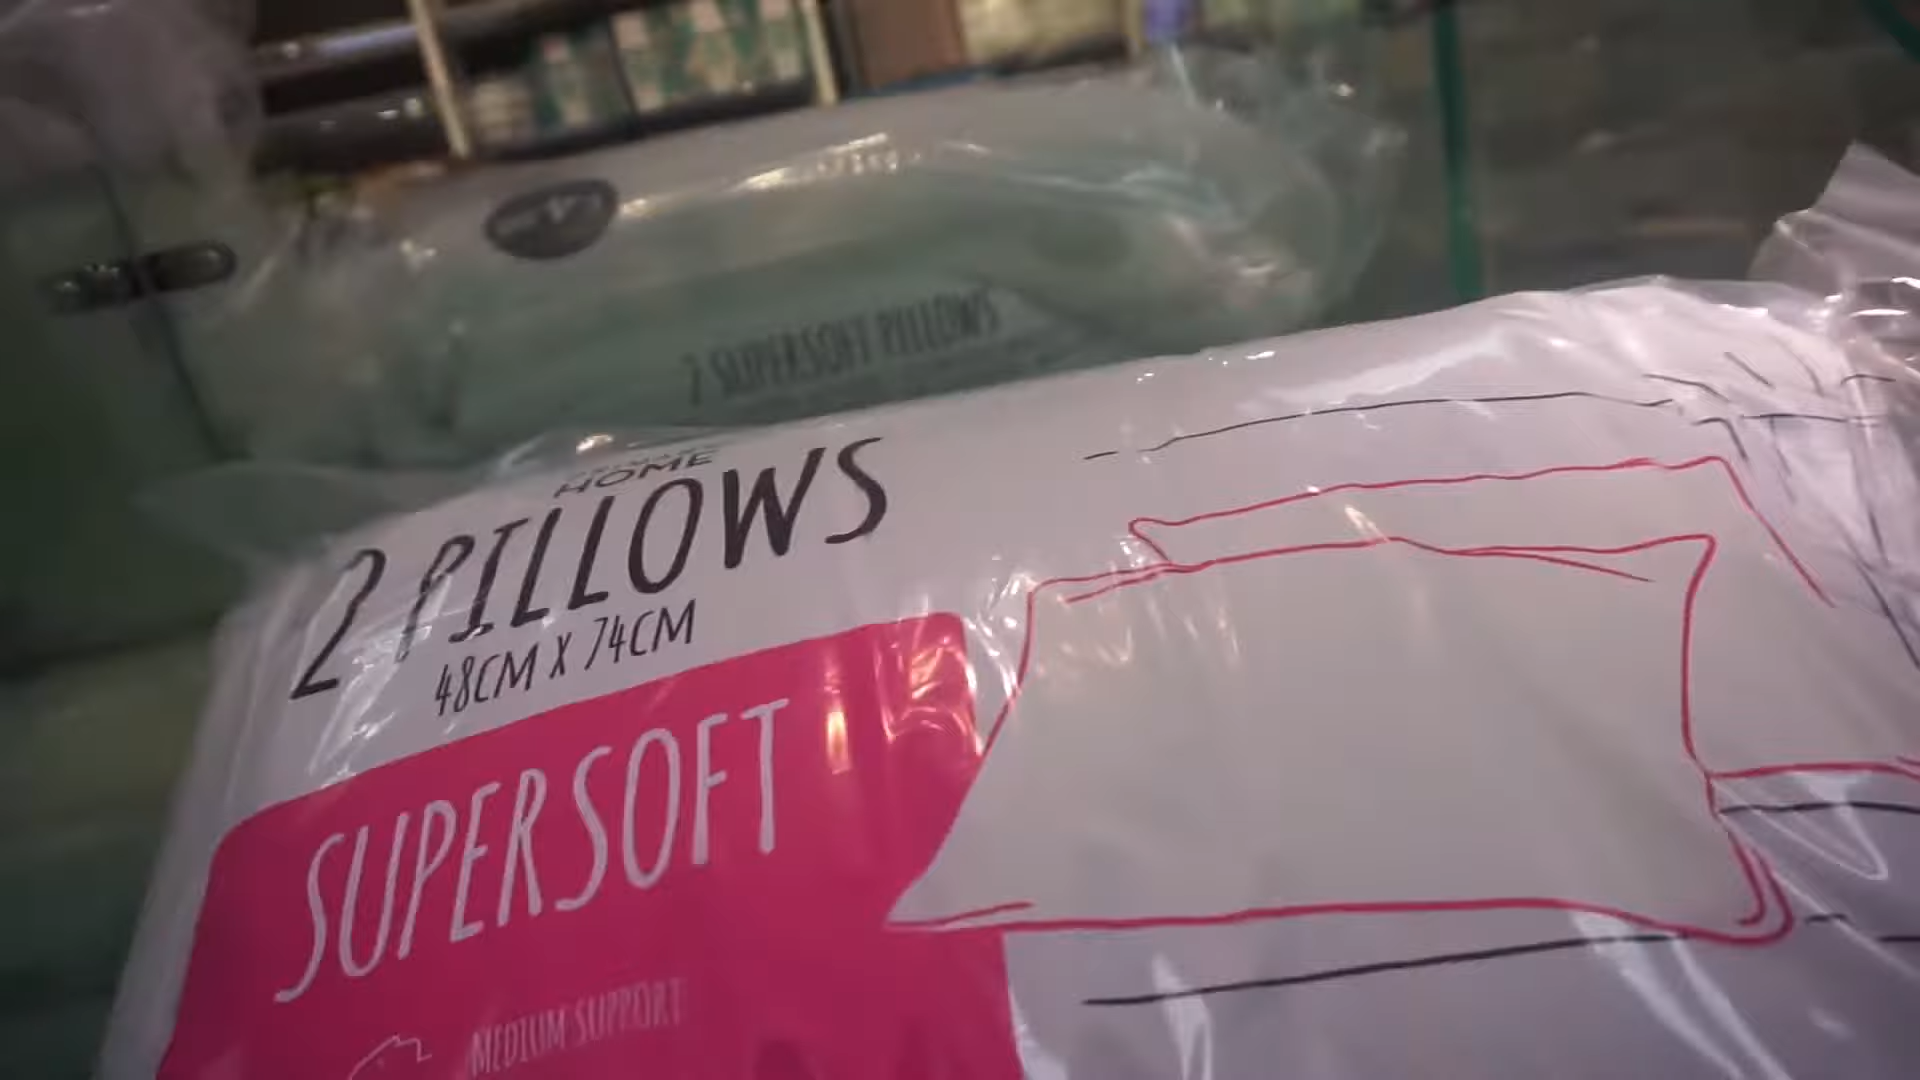 2 SUPERSOFT PILLOWS
HOME
2 PILLOWS
48CM X 74CM
SUPERSOFT
MEDIUM SUPPORT